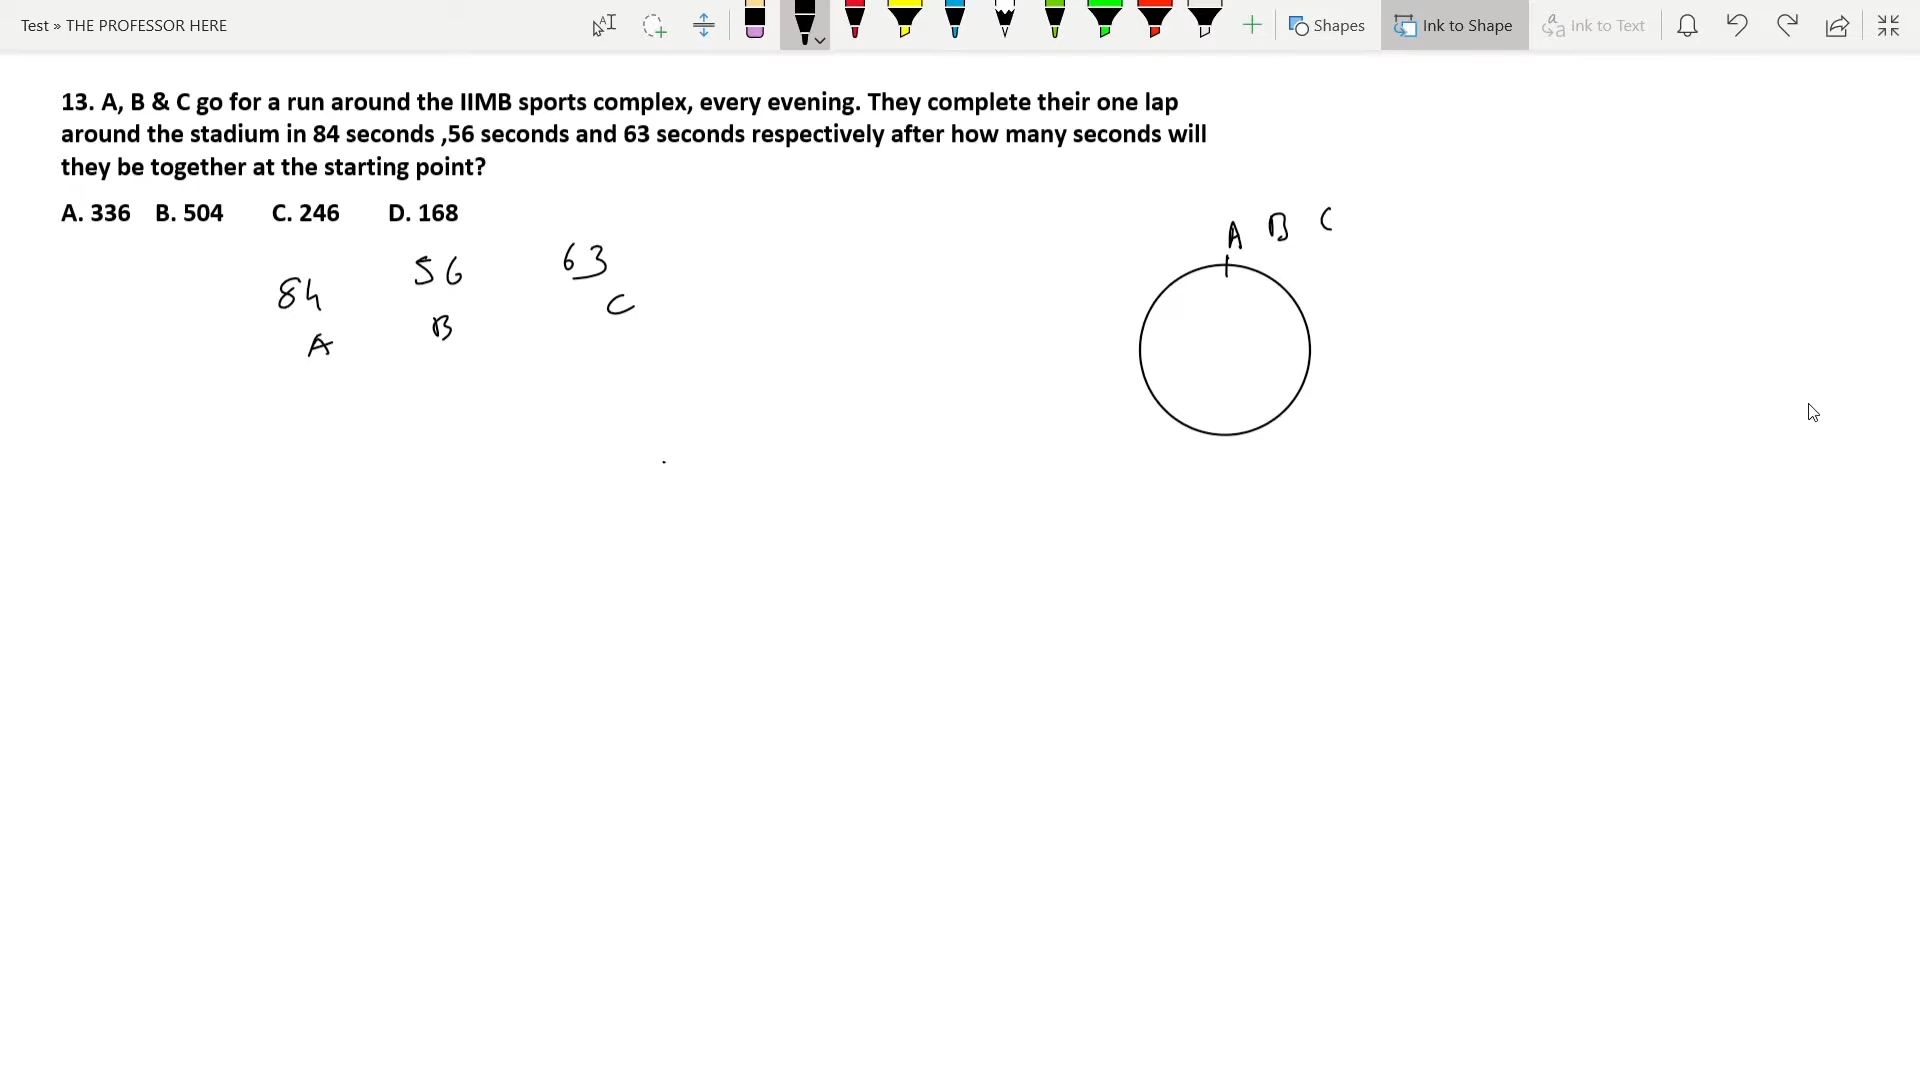 Test » THE PROFESSOR HERE
Shapes
Ink to Shape
Ink to Text
13. A, B & C go for a run around the IIMB sports complex, every evening. They complete their one lap
around the stadium in 84 seconds ,56 seconds and 63 seconds respectively after how many seconds will
they be together at the starting point?
A. 336 B. 504 C. 246 D. 168
A B C
84 56 63
A B C